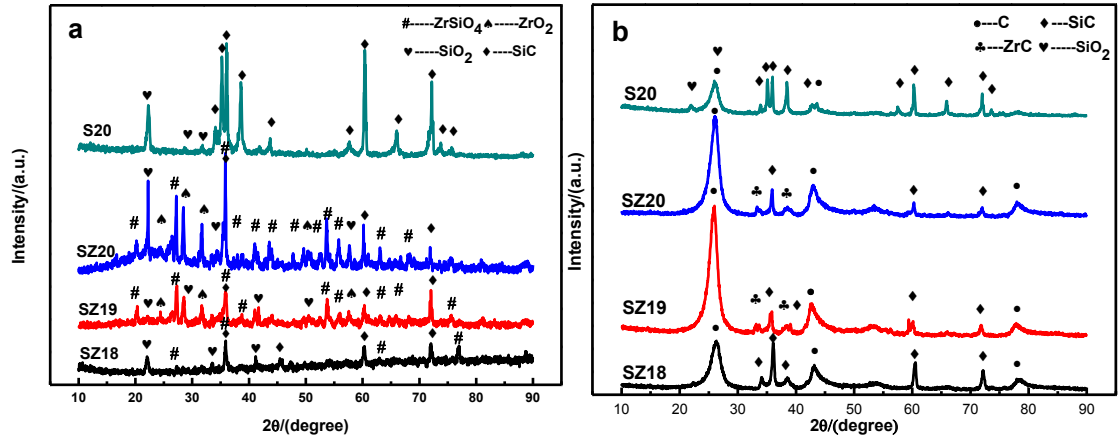 a
#-----ZrSiO4 ♠-----ZrO2
♥-----SiO2 ♦-----SiC
S20
SZ20
SZ19
SZ18
Intensity/(a.u.)
10 20 30 40 50 60 70 80 90
2θ/(degree)
b
●---C ♦---SiC
♣---ZrC ♥-----SiO2
S20
SZ20
SZ19
SZ18
Intensity/(a.u.)
10 20 30 40 50 60 70 80 90
2θ/(degree)